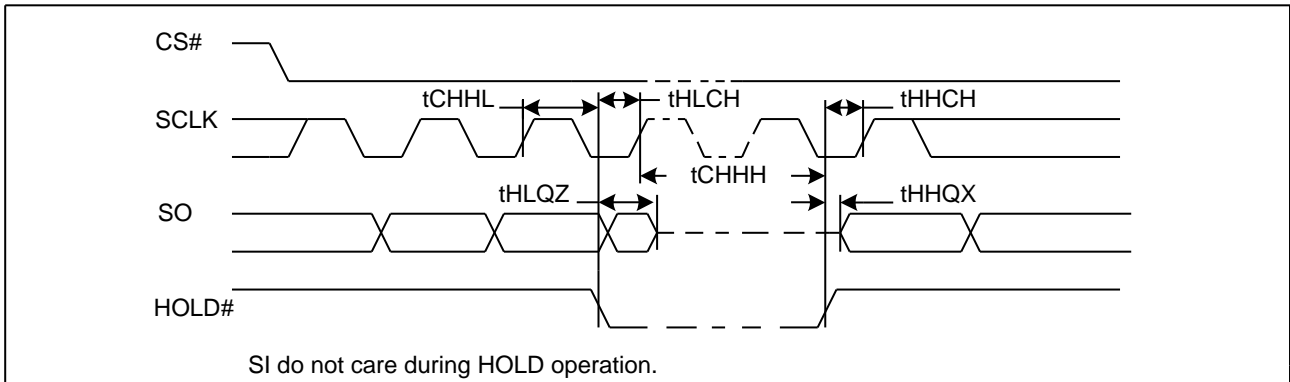 CS#
tCHHL
tHLCH
tHHCH
SCLK
tCHHH
tHLQZ
tHHQX
SO
HOLD#
SI do not care during HOLD operation.